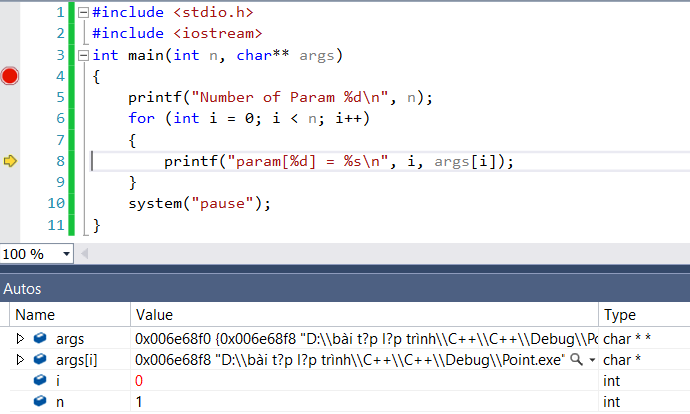 1 #include <stdio.h>
2 #include <iostream>
3 int main(int n, char** args)
4 {
5 printf("Number of Param %d\n", n);
6 for (int i = 0; i < n; i++)
7 {
8 printf("param[%d] = %s\n", i, args[i]);
9 }
10 system("pause");
11 }
100 %
Autos
Name Value Type
args 0x006e68f0 {0x006e68f8 "D:\\bài t?p l?p trình\\C++\\C++\\Debug\\Po char * *
args[i] 0x006e68f8 "D:\\bài t?p l?p trình\\C++\\C++\\Debug\\Point.exe" char *
i 0 int
n 1 int